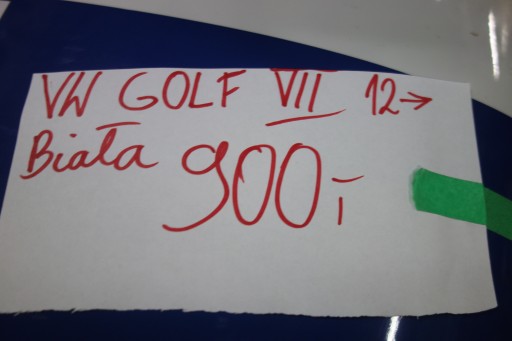 VW GOLF VII 12→
Biała 900,-